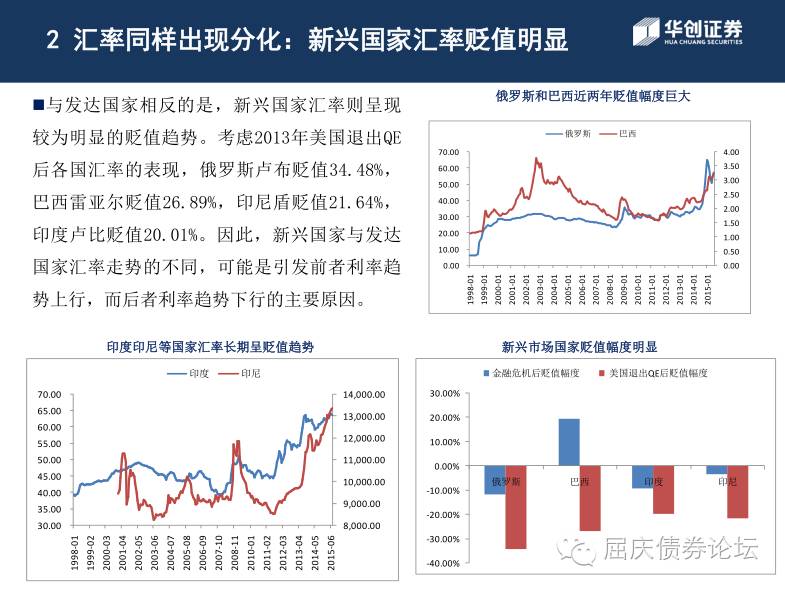 2 汇率同样出现分化：新兴国家汇率贬值明显
华创证券
HUA CHUANG SECURITIES
■与发达国家相反的是，新兴国家汇率则呈现
较为明显的贬值趋势。考虑2013年美国退出QE
后各国汇率的表现，俄罗斯卢布贬值34.48%，
巴西雷亚尔贬值26.89%，印尼盾贬值21.64%，
印度卢比贬值20.01%。因此，新兴国家与发达
国家汇率走势的不同，可能是引发前者利率趋
势上行，而后者利率趋势下行的主要原因。
俄罗斯和巴西近两年贬值幅度巨大
俄罗斯 巴西
70.00 4.00
60.00 3.50
50.00 3.00
40.00 2.50
30.00 2.00
20.00 1.50
10.00 1.00
0.00 0.50
0.00
1998-01 1999-01 2000-01 2001-01 2002-01 2003-01 2004-01 2005-01 2006-01 2007-01 2008-01 2009-01 2010-01 2011-01 2012-01 2013-01 2014-01 2015-01
印度印尼等国家汇率长期呈贬值趋势
印度 印尼
70.00 14,000.00
65.00 13,000.00
60.00 12,000.00
55.00 11,000.00
50.00 10,000.00
45.00 9,000.00
40.00 8,000.00
35.00
30.00
1998-01 1999-02 2000-03 2001-04 2002-05 2003-06 2004-07 2005-08 2006-09 2007-10 2008-11 2010-01 2011-02 2012-03 2013-04 2014-05 2015-06
新兴市场国家贬值幅度明显
金融危机后贬值幅度 美国退出QE后贬值幅度
30.00%
20.00%
10.00%
0.00%
-10.00%
-20.00%
-30.00%
-40.00%
俄罗斯 巴西 印度 印尼
屈庆债券论坛